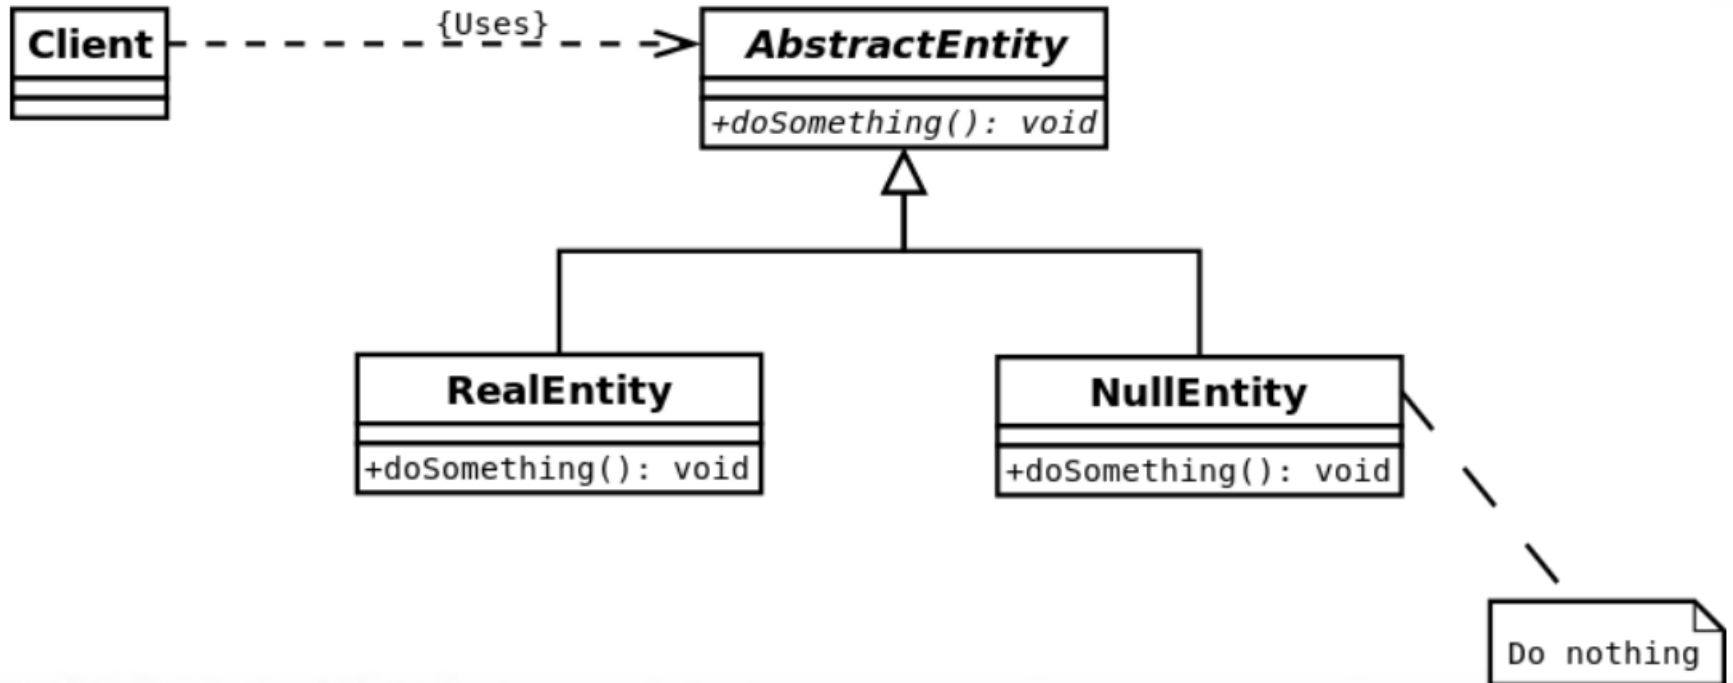 Client
{Uses}
AbstractEntity
+doSomething(): void
RealEntity
+doSomething(): void
NullEntity
+doSomething(): void
Do nothing